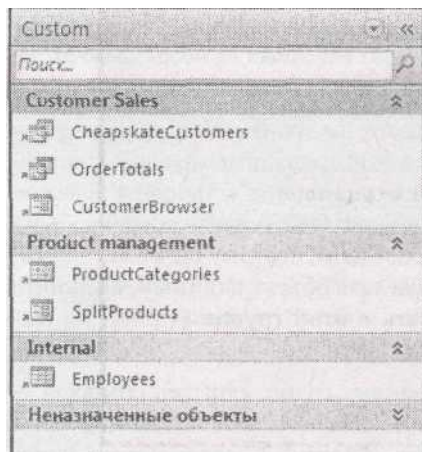 Custom
Поиск...
Customer Sales
CheapskateCustomers
OrderTotals
CustomerBrowser
Product management
ProductCategories
SplitProducts
Internal
Employees
Неназначенные объекты